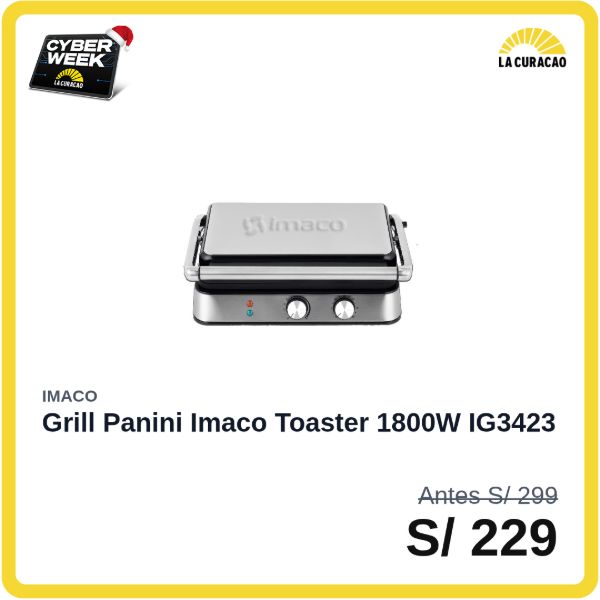 CYBER
WEEK
LA CURACAO
LA CURACAO
imaco
IMACO
Grill Panini Imaco Toaster 1800W IG3423
Antes S/ 299
S/ 229